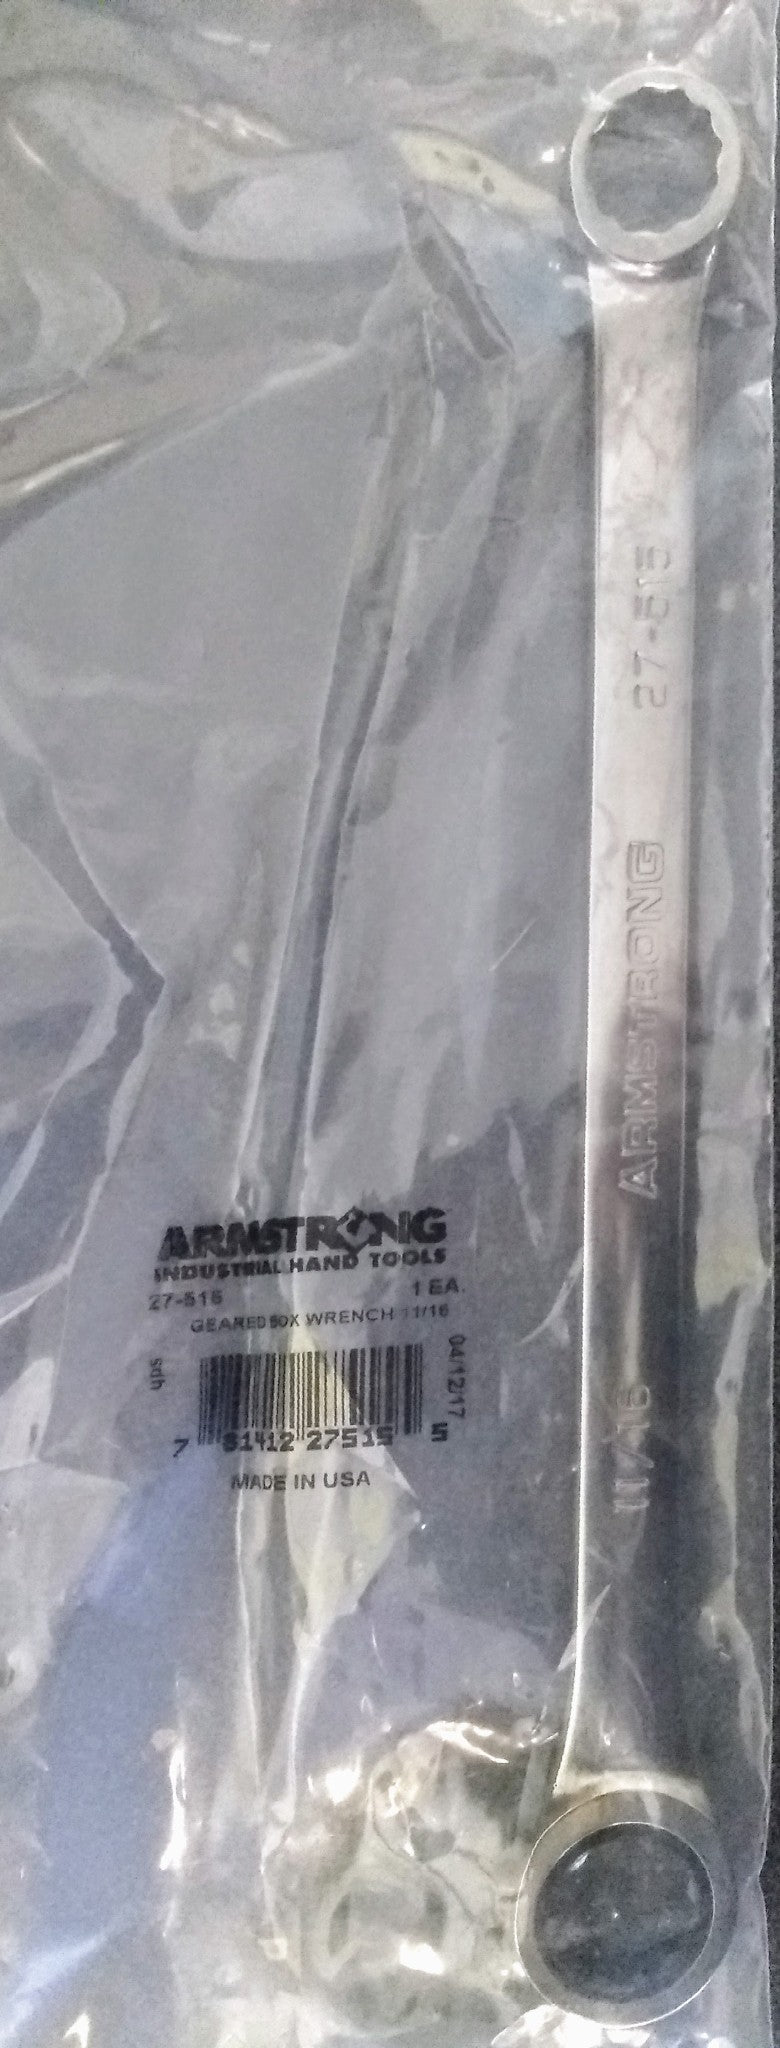 27-515
ARMSTRONG
11/16
ARMSTRONG
INDUSTRIAL HAND TOOLS
27-515 1 EA.
GEARED BOX WRENCH 11/16
sdh
04/12/17
7 81412 27515 5
MADE IN USA